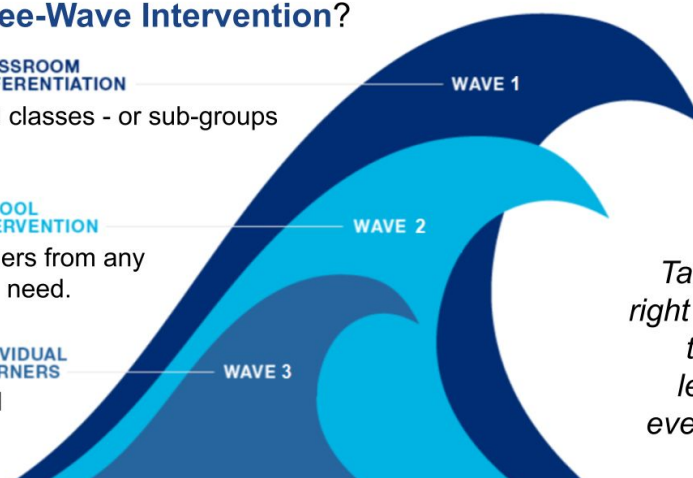 ee-Wave Intervention?
SSROOM
FERENTIATION
WAVE 1
classes - or sub-groups
OOL
ERVENTION
WAVE 2
ers from any
need.
VIDUAL
RNERS
WAVE 3
Ta
right
t
le
eve